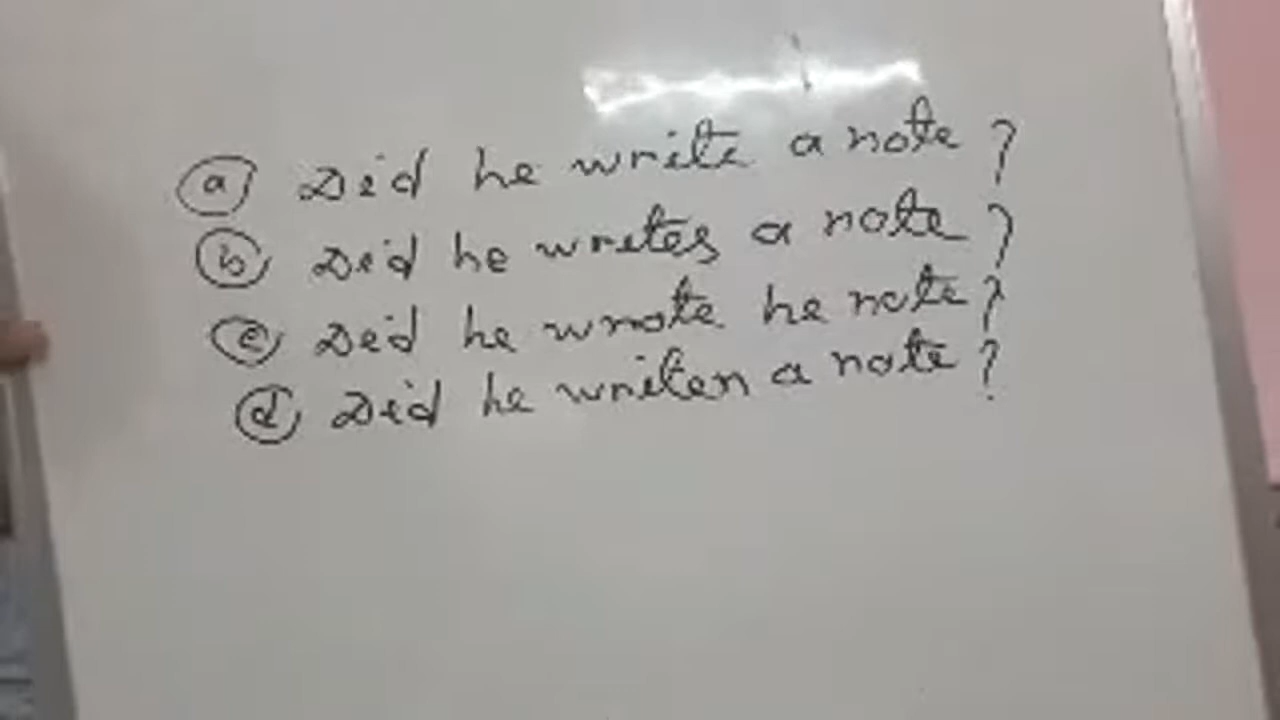 ⓐ Did he write a note?
ⓑ Did he writes a note?
ⓒ Did he wrote he note?
ⓓ Did he writen a note?